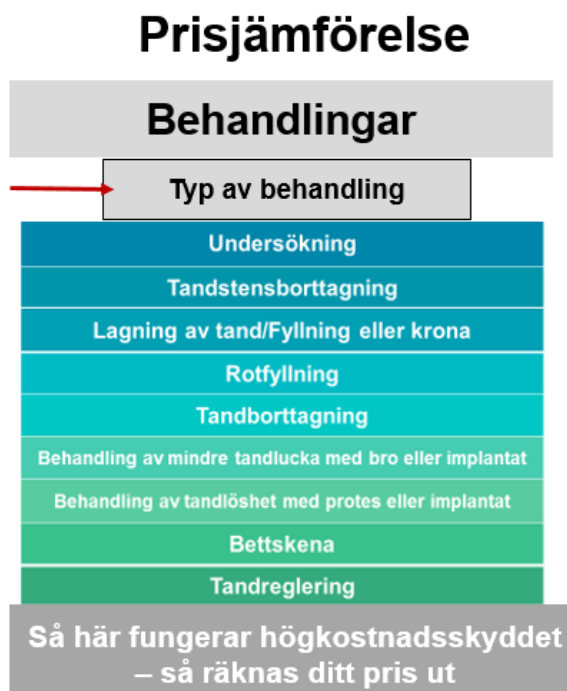 Prisjämförelse
Behandlingar
Typ av behandling
Undersökning
Tandstensborttagning
Lagning av tand/Fyllning eller krona
Rotfyllning
Tandborttagning
Behandling av mindre tandlucka med bro eller implantat
Behandling av tandlöshet med protes eller implantat
Bettskena
Tandreglering
Så här fungerar högkostnadsskyddet
– så räknas ditt pris ut